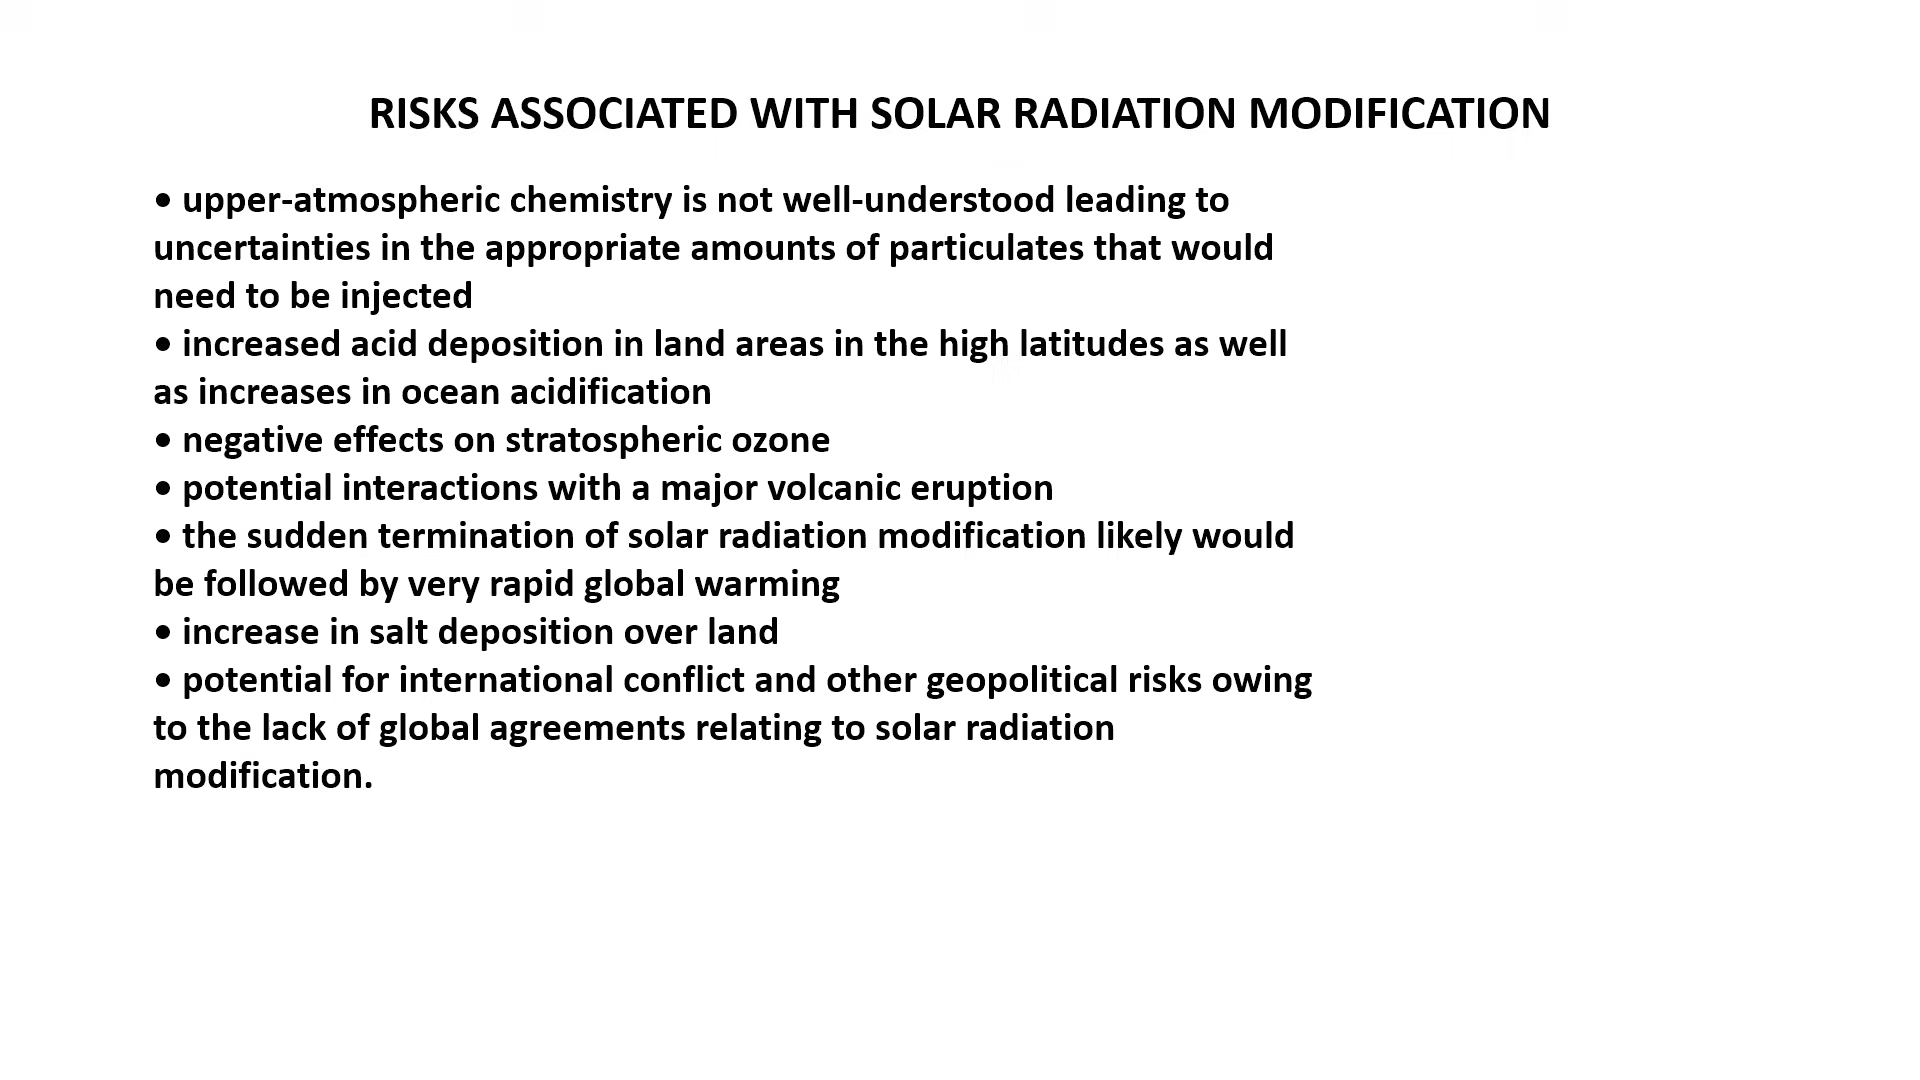 RISKS ASSOCIATED WITH SOLAR RADIATION MODIFICATION
• upper-atmospheric chemistry is not well-understood leading to
uncertainties in the appropriate amounts of particulates that would
need to be injected
• increased acid deposition in land areas in the high latitudes as well
as increases in ocean acidification
• negative effects on stratospheric ozone
• potential interactions with a major volcanic eruption
• the sudden termination of solar radiation modification likely would
be followed by very rapid global warming
• increase in salt deposition over land
• potential for international conflict and other geopolitical risks owing
to the lack of global agreements relating to solar radiation
modification.